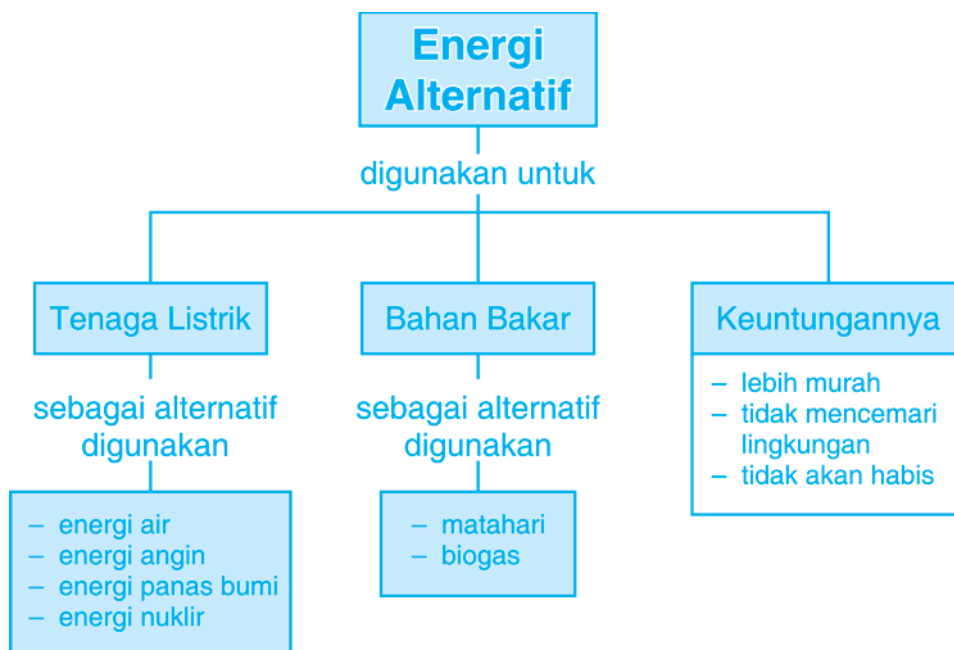 Energi
Alternatif
digunakan untuk
Tenaga Listrik
sebagai alternatif
digunakan
– energi air
– energi angin
– energi panas bumi
– energi nuklir
Bahan Bakar
sebagai alternatif
digunakan
– matahari
– biogas
Keuntungannya
– lebih murah
– tidak mencemari
lingkungan
– tidak akan habis